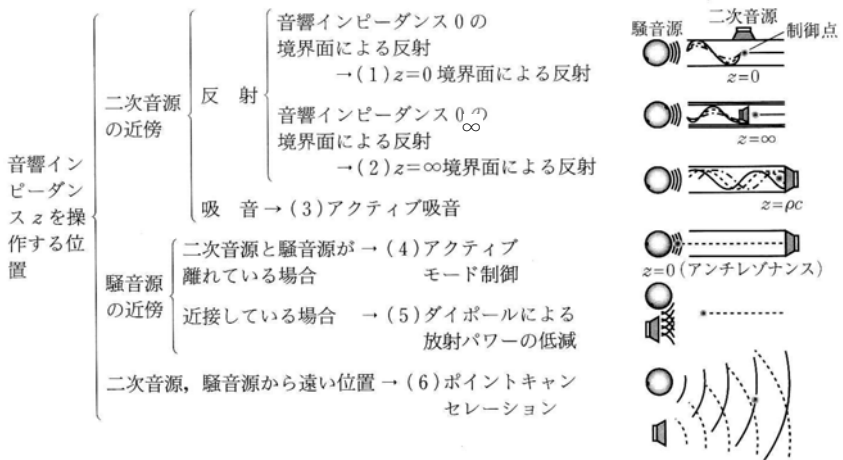 音響インピーダンス z を操作する位置
二次音源の近傍
反　射
音響インピーダンス 0 の
境界面による反射
→(1)z=0 境界面による反射
音響インピーダンス 0 の
∞
境界面による反射
→(2)z=∞境界面による反射
吸　音→(3)アクティブ吸音
騒音源の近傍
二次音源と騒音源が離れている場合
→(4)アクティブ
モード制御
近接している場合　→(5)ダイポールによる
放射パワーの低減
二次音源，騒音源から遠い位置→(6)ポイントキャン
セレーション
二次音源
騒音源
制御点
z=0
z=∞
z=ρc
z=0(アンチレゾナンス)